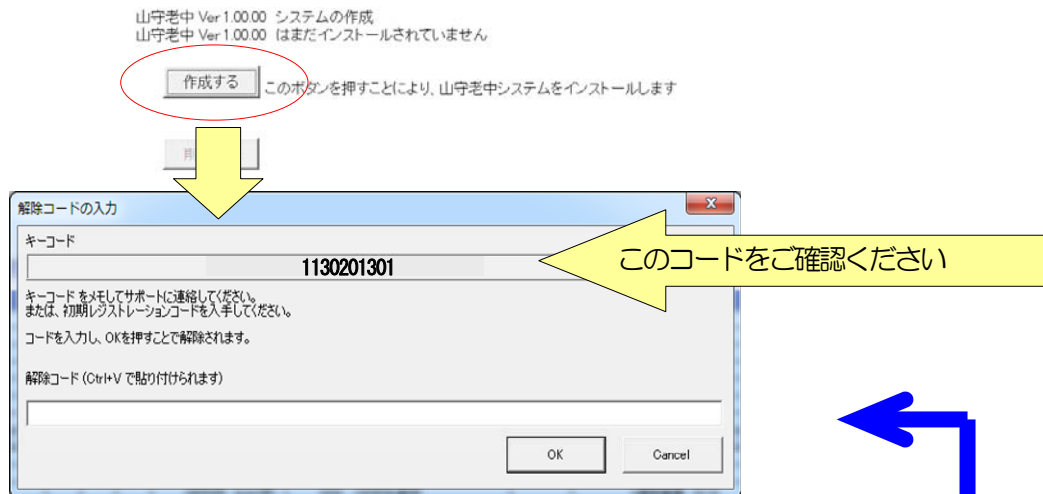 山守老中 Ver 1.00.00 システムの作成
山守老中 Ver 1.00.00 はまだインストールされていません
作成する
このボタンを押すことにより、山守老中システムをインストールします
解除コードの入力
キーコード
1130201301
このコードをご確認ください
キーコード をメモしてサポートに連絡してください。
または、初期レジストレーションコードを入手してください。
コードを入力し、OKを押すことで解除されます。
解除コード (Ctrl+V で貼り付けられます)
OK
Cancel